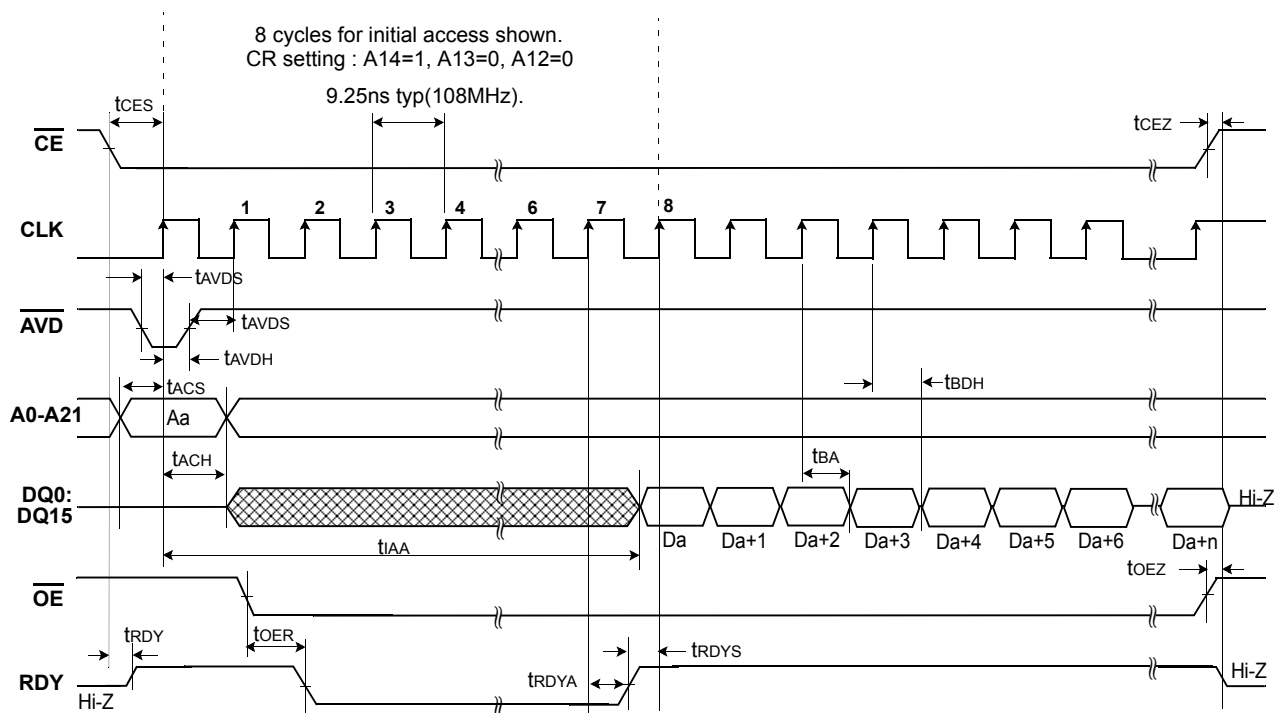 8 cycles for initial access shown.
CR setting : A14=1, A13=0, A12=0
9.25ns typ(108MHz).
tCES
tCEZ
CE
CLK
1 2 3 4 6 7 8
tAVDS
AVD
tAVDS
tAVDH
tBDH
tACS
A0-A21
Aa
tACH
tBA
DQ0:
DQ15
Hi-Z
tIAA
Da Da+1 Da+2 Da+3 Da+4 Da+5 Da+6 Da+n
tOEZ
OE
tRDY
tOER
tRDYS
RDY
tRDYA
Hi-Z
Hi-Z